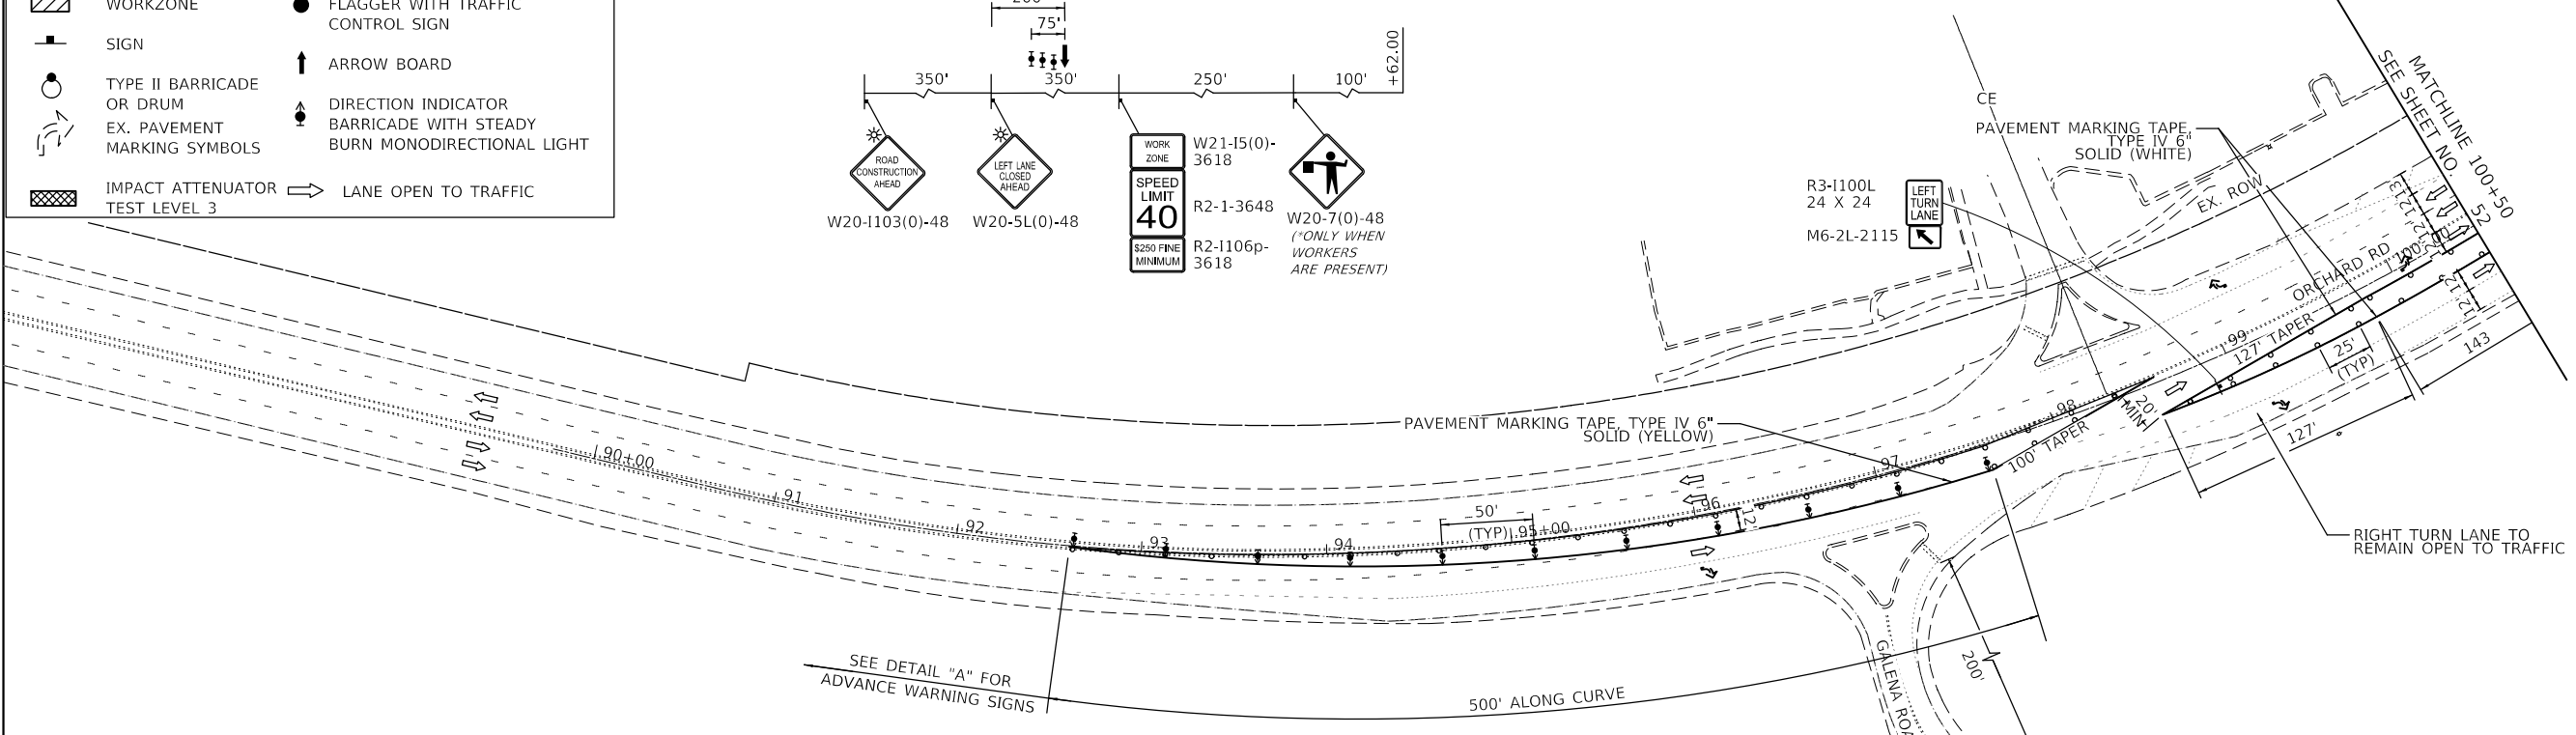 WORKZONE
SIGN
TYPE II BARRICADE
OR DRUM
EX. PAVEMENT
MARKING SYMBOLS
IMPACT ATTENUATOR
TEST LEVEL 3
FLAGGER WITH TRAFFIC
CONTROL SIGN
ARROW BOARD
DIRECTION INDICATOR
BARRICADE WITH STEADY
BURN MONODIRECTIONAL LIGHT
LANE OPEN TO TRAFFIC
200'
75'
350'
350'
250'
100'
+62.00
ROAD
CONSTRUCTION
AHEAD
W20-I103(0)-48
LEFT LANE
CLOSED
AHEAD
W20-5L(0)-48
WORK
ZONE
W21-I5(0)-
3618
SPEED
LIMIT
40
R2-1-3648
$250 FINE
MINIMUM
R2-I106p-
3618
W20-7(0)-48
(*ONLY WHEN
WORKERS
ARE PRESENT)
CE
PAVEMENT MARKING TAPE,
TYPE IV 6"
SOLID (WHITE)
MATCHLINE 100+50
SEE SHEET NO. 52
R3-I100L
24 X 24
LEFT
TURN
LANE
M6-2L-2115
EX. ROW
ORCHARD RD
12'
12'
12'
12'
12'
99
127' TAPER
25'
(TYP)
143
127'
20'
MIN
98
100' TAPER
PAVEMENT MARKING TAPE, TYPE IV 6"
SOLID (YELLOW)
97
96
12'
50'
(TYP)
95+00
94
93
92
91
90+00
RIGHT TURN LANE TO
REMAIN OPEN TO TRAFFIC
SEE DETAIL "A" FOR
ADVANCE WARNING SIGNS
500' ALONG CURVE
200'
GALENA ROA